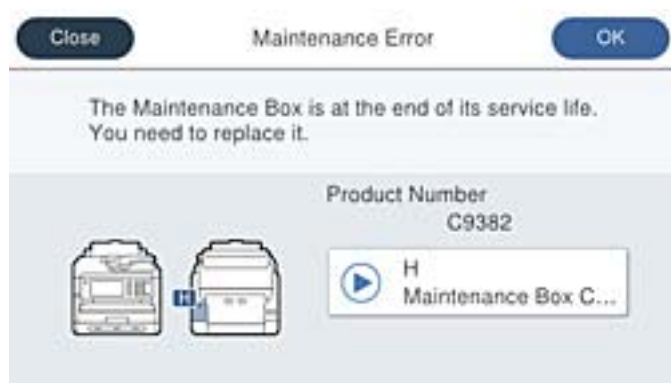 Close
Maintenance Error
OK
The Maintenance Box is at the end of its service life.
You need to replace it.
Product Number
C9382
H
H
Maintenance Box C...